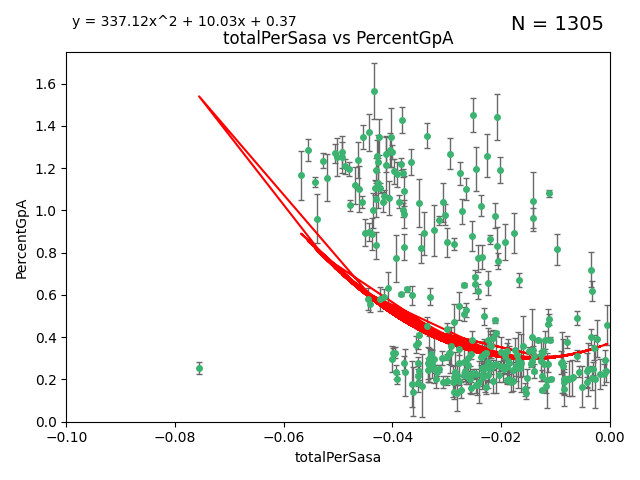 y = 337.12x^2 + 10.03x + 0.37
N = 1305
totalPerSasa vs PercentGpA
PercentGpA
1.6
1.4
1.2
1.0
0.8
0.6
0.4
0.2
0.0
−0.10 −0.08 −0.06 −0.04 −0.02 0.00
totalPerSasa